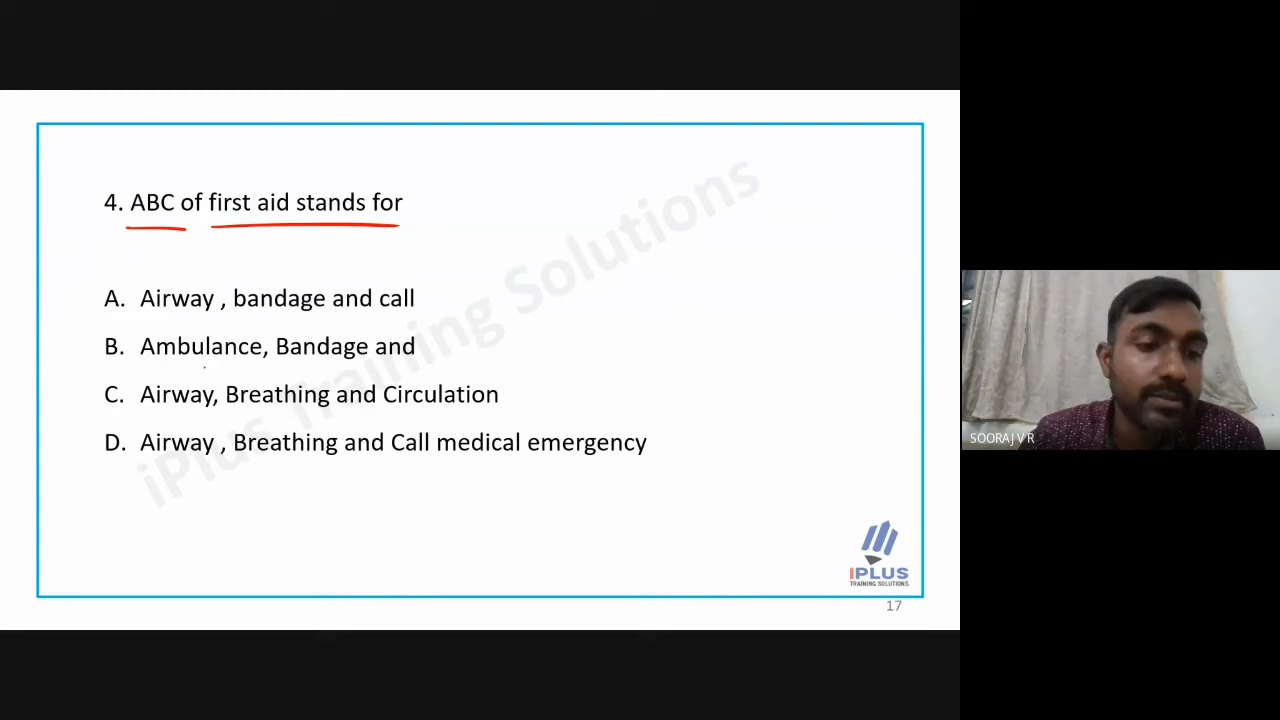 4. ABC of first aid stands for
A. Airway , bandage and call
B. Ambulance, Bandage and
C. Airway, Breathing and Circulation
D. Airway , Breathing and Call medical emergency
iPlus Training Solutions
IPLUS
TRAINING SOLUTIONS
17
SOORAJ V R